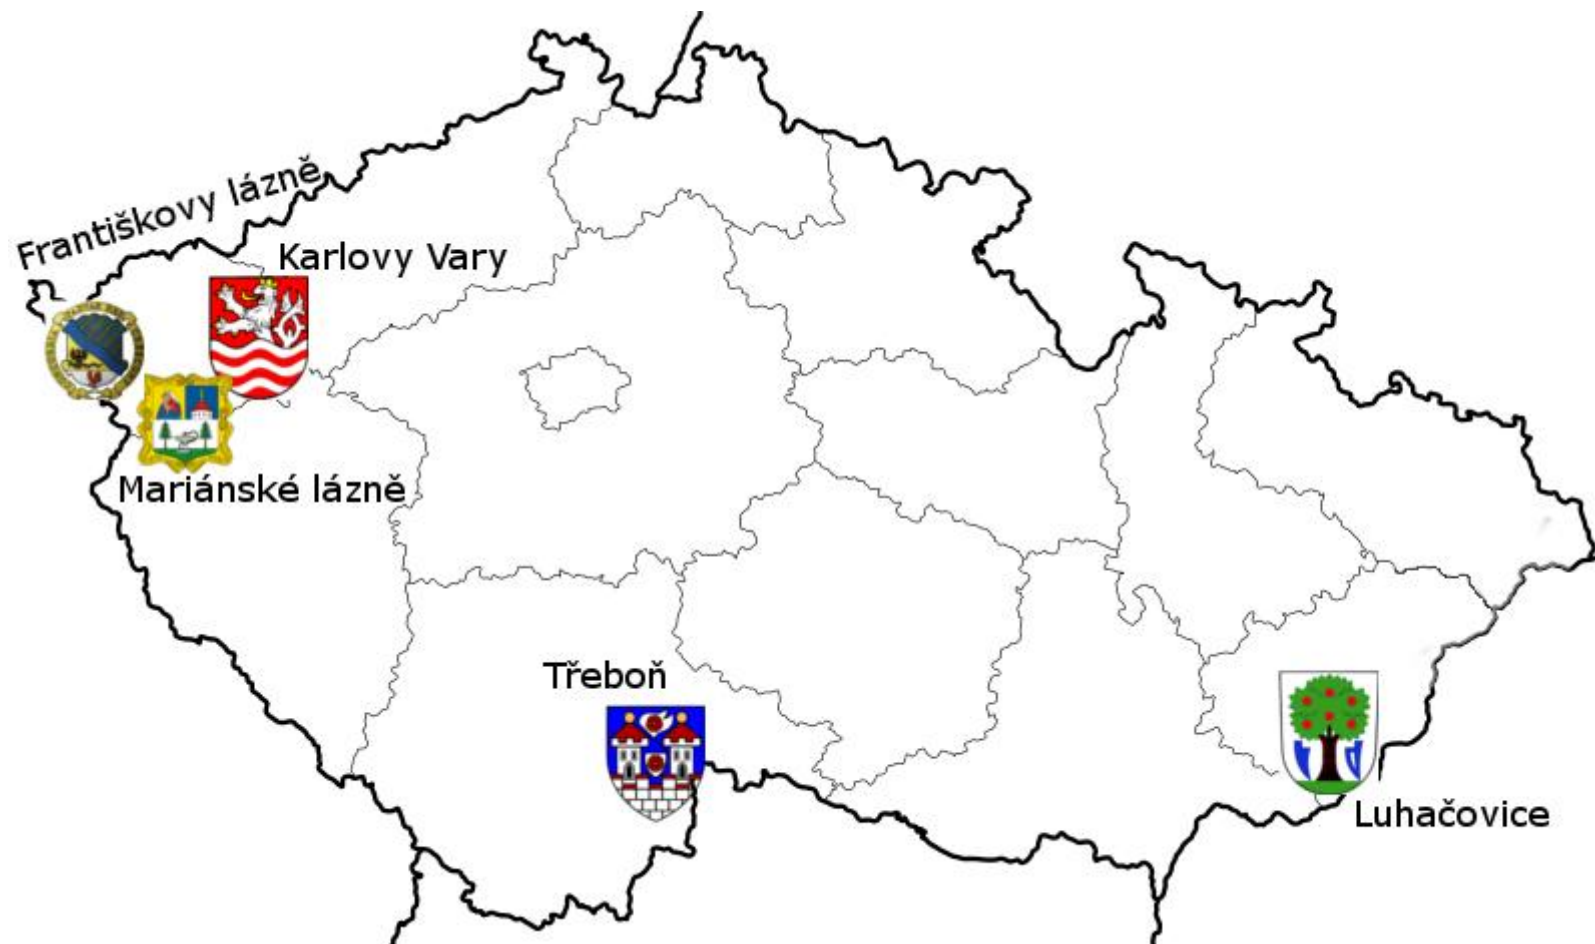 Františkovy lázně
Karlovy Vary
Mariánské lázně
Třeboň
Luhačovice